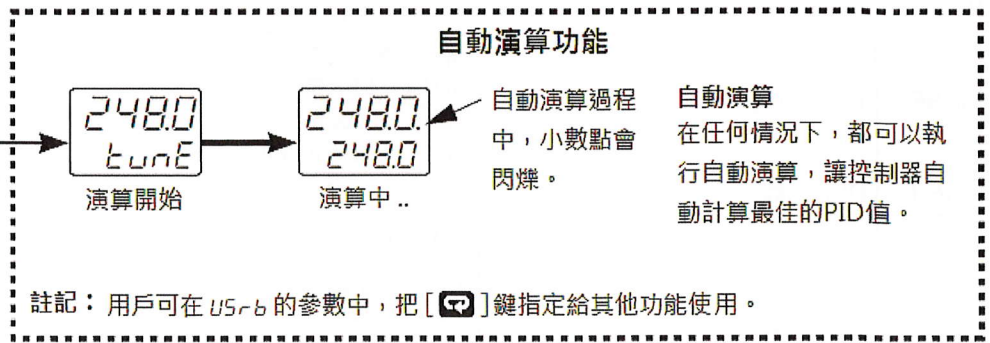 自動演算功能
248.0
tunE
演算開始
248.0.
248.0
演算中 ..
自動演算過程
中，小數點會
閃爍。
自動演算
在任何情況下，都可以執
行自動演算，讓控制器自
動計算最佳的PID值。
註記：用戶可在 USrb 的參數中，把 [ ]鍵指定給其他功能使用。